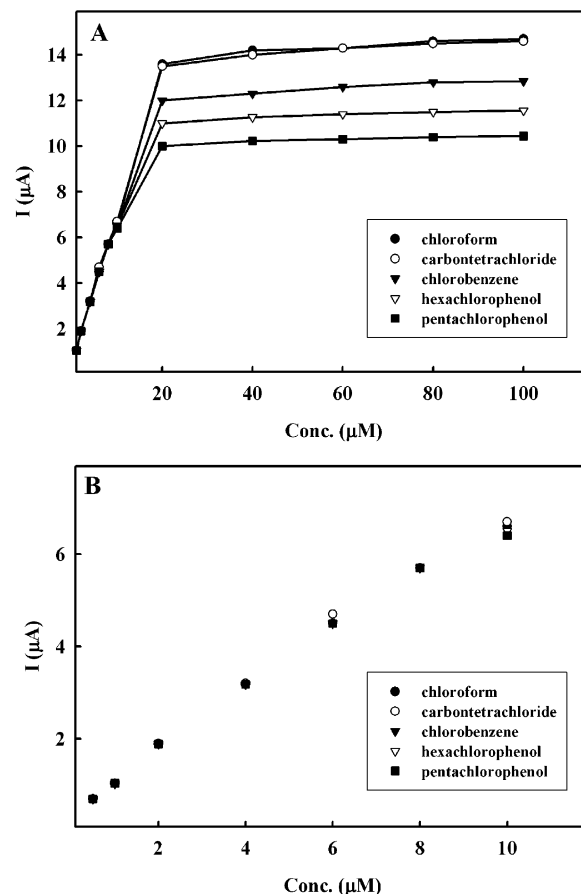 A
14
12
10
8
6
4
2
I (μA)
chloroform
carbontetrachloride
chlorobenzene
hexachlorophenol
pentachlorophenol
20 40 60 80 100
Conc. (μM)
B
6
4
2
I (μA)
chloroform
carbontetrachloride
chlorobenzene
hexachlorophenol
pentachlorophenol
2 4 6 8 10
Conc. (μM)